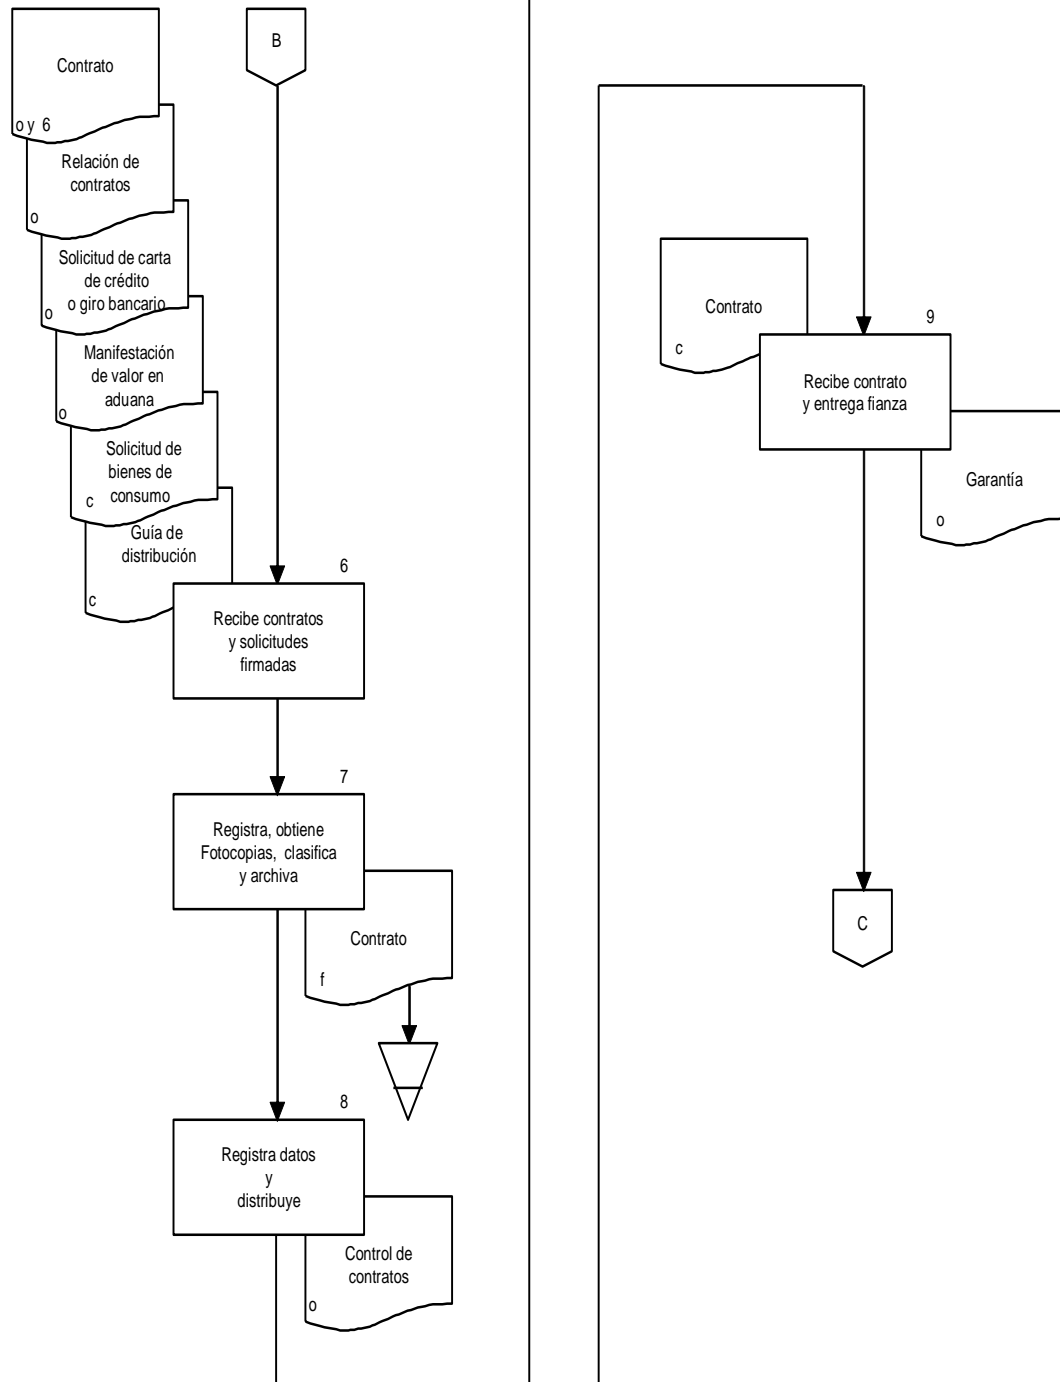 Contrato
o y 6
B
Relación de
contratos
o
Solicitud de carta
de crédito
o giro bancario
o
Manifestación
de valor en
aduana
o
Solicitud de
bienes de
consumo
c
Guía de
distribución
c
6
Recibe contratos
y solicitudes
firmadas
7
Registra, obtiene
Fotocopias, clasifica
y archiva
Contrato
f
8
Registra datos
y
distribuye
Control de
contratos
o
Contrato
c
9
Recibe contrato
y entrega fianza
Garantía
o
C